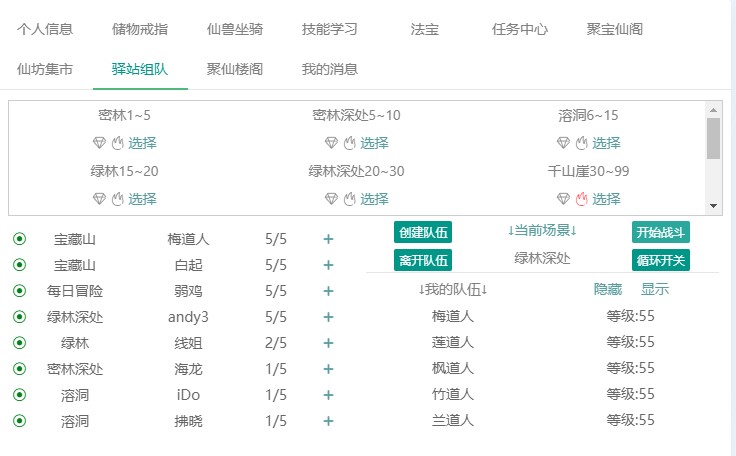 个人信息 储物戒指 仙兽坐骑 技能学习 法宝 任务中心 聚宝仙阁
仙坊集市 驿站组队 聚仙楼阁 我的消息
密林1~5 密林深处5~10 溶洞6~15
选择 选择 选择
绿林15~20 绿林深处20~30 千山崖30~99
选择 选择 选择
宝藏山 梅道人 5/5 +
宝藏山 白起 5/5 +
每日冒险 弱鸡 5/5 +
绿林深处 andy3 5/5 +
绿林 线姐 2/5 +
密林深处 海龙 1/5 +
溶洞 iDo 1/5 +
溶洞 拂晓 1/5 +
创建队伍 ↓当前场景↓ 开始战斗
离开队伍 绿林深处 循环开关
↓我的队伍↓ 隐藏 显示
梅道人 等级:55
莲道人 等级:55
枫道人 等级:55
竹道人 等级:55
兰道人 等级:55